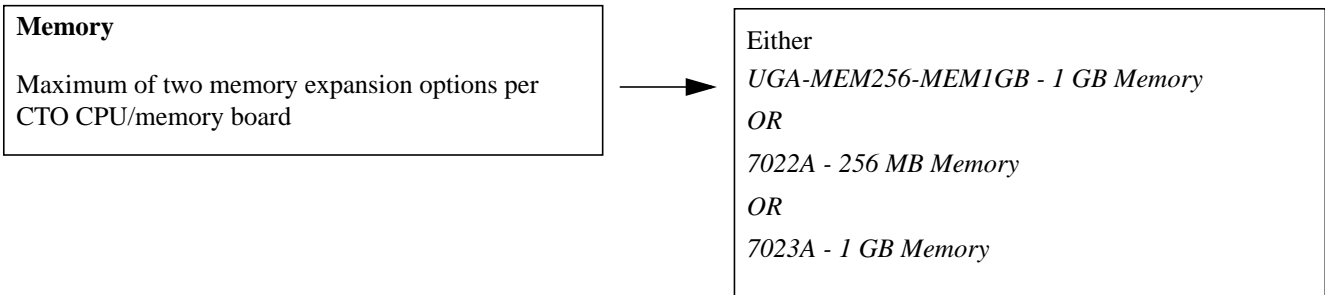 Memory
Maximum of two memory expansion options per
CTO CPU/memory board
Either
UGA-MEM256-MEM1GB - 1 GB Memory
OR
7022A - 256 MB Memory
OR
7023A - 1 GB Memory